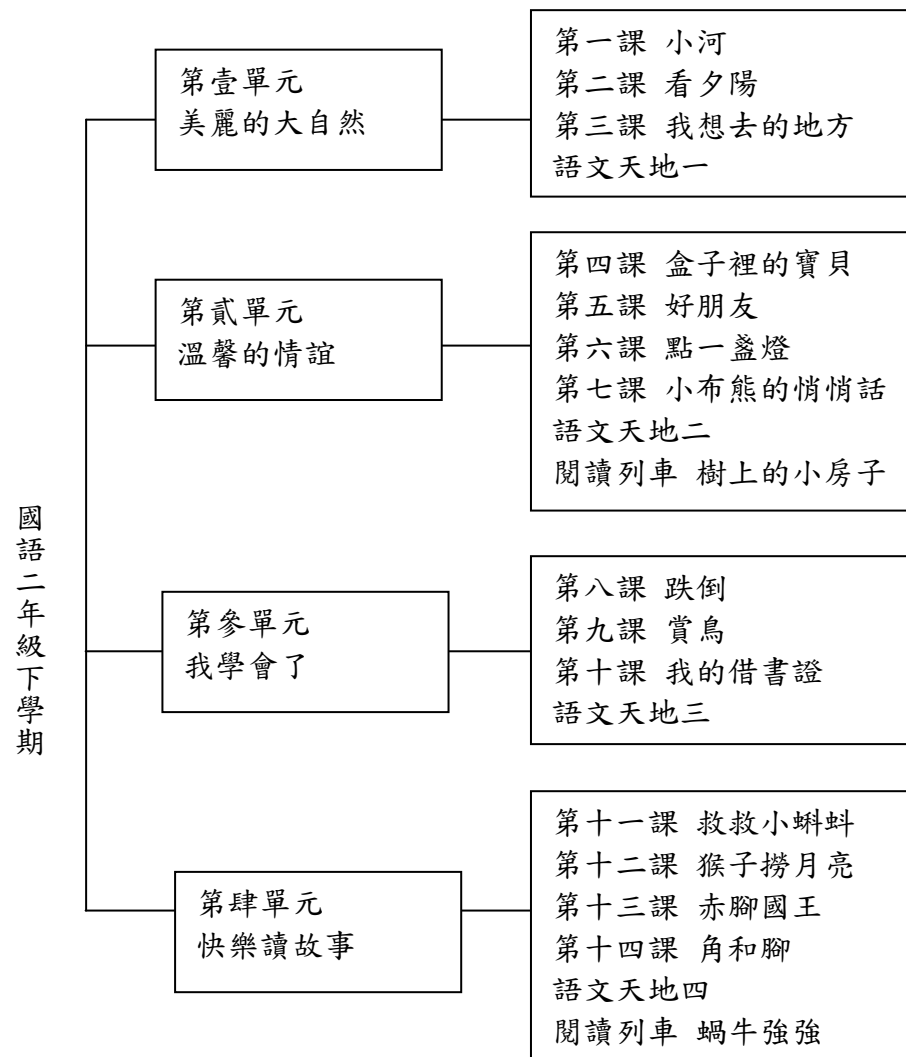 國語二年級下學期
第壹單元
美麗的大自然
第一課 小河
第二課 看夕陽
第三課 我想去的地方
語文天地一
第貳單元
溫馨的情誼
第四課 盒子裡的寶貝
第五課 好朋友
第六課 點一盞燈
第七課 小布熊的悄悄話
語文天地二
閱讀列車 樹上的小房子
第參單元
我學會了
第八課 跌倒
第九課 賞鳥
第十課 我的借書證
語文天地三
第肆單元
快樂讀故事
第十一課 救救小蝌蚪
第十二課 猴子撈月亮
第十三課 赤腳國王
第十四課 角和腳
語文天地四
閱讀列車 蝸牛強強